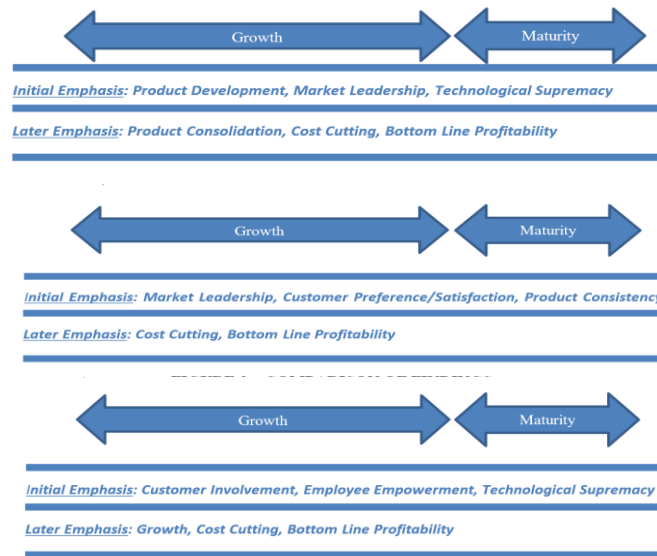 Growth Maturity
Initial Emphasis: Product Development, Market Leadership, Technological Supremacy
Later Emphasis: Product Consolidation, Cost Cutting, Bottom Line Profitability
Growth Maturity
Initial Emphasis: Market Leadership, Customer Preference/Satisfaction, Product Consistency
Later Emphasis: Cost Cutting, Bottom Line Profitability
Growth Maturity
Initial Emphasis: Customer Involvement, Employee Empowerment, Technological Supremacy
Later Emphasis: Growth, Cost Cutting, Bottom Line Profitability